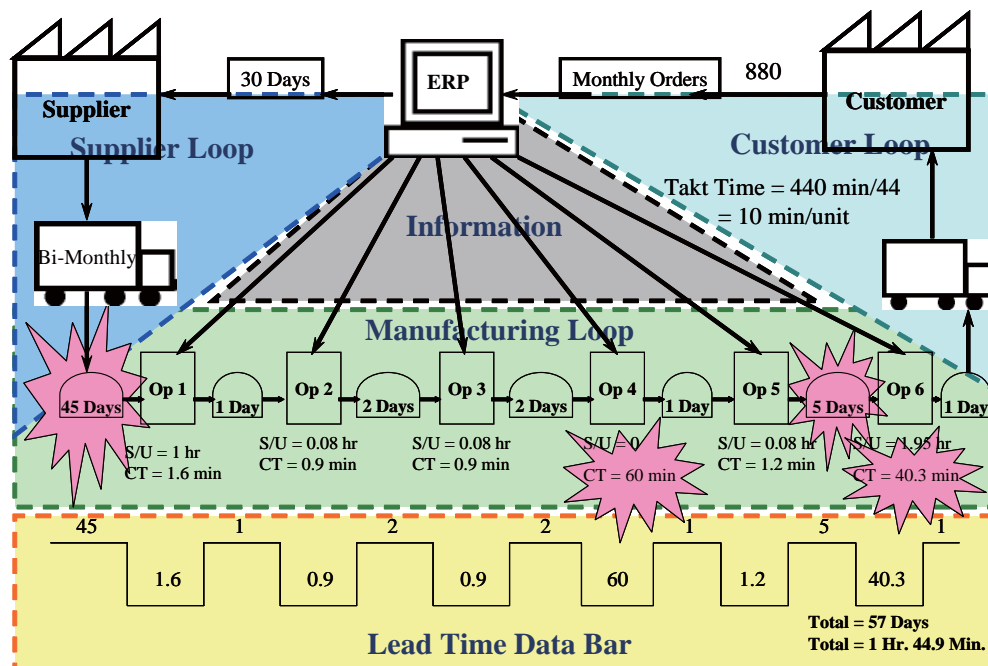 30 Days
ERP
Monthly Orders
880
Supplier
Customer
Supplier Loop
Customer Loop
Takt Time = 440 min/44
= 10 min/unit
Information
Bi-Monthly
Manufacturing Loop
45 Days
Op 1
1 Day
Op 2
2 Days
Op 3
2 Days
Op 4
1 Day
Op 5
5 Days
Op 6
1 Day
S/U = 1 hr
CT = 1.6 min
S/U = 0.08 hr
CT = 0.9 min
S/U = 0.08 hr
CT = 0.9 min
S/U = 0
CT = 60 min
S/U = 0.08 hr
CT = 1.2 min
S/U = 1.95 hr
CT = 40.3 min
45 1 2 2 1 5 1
1.6 0.9 0.9 60 1.2 40.3
Total = 57 Days
Total = 1 Hr. 44.9 Min.
Lead Time Data Bar